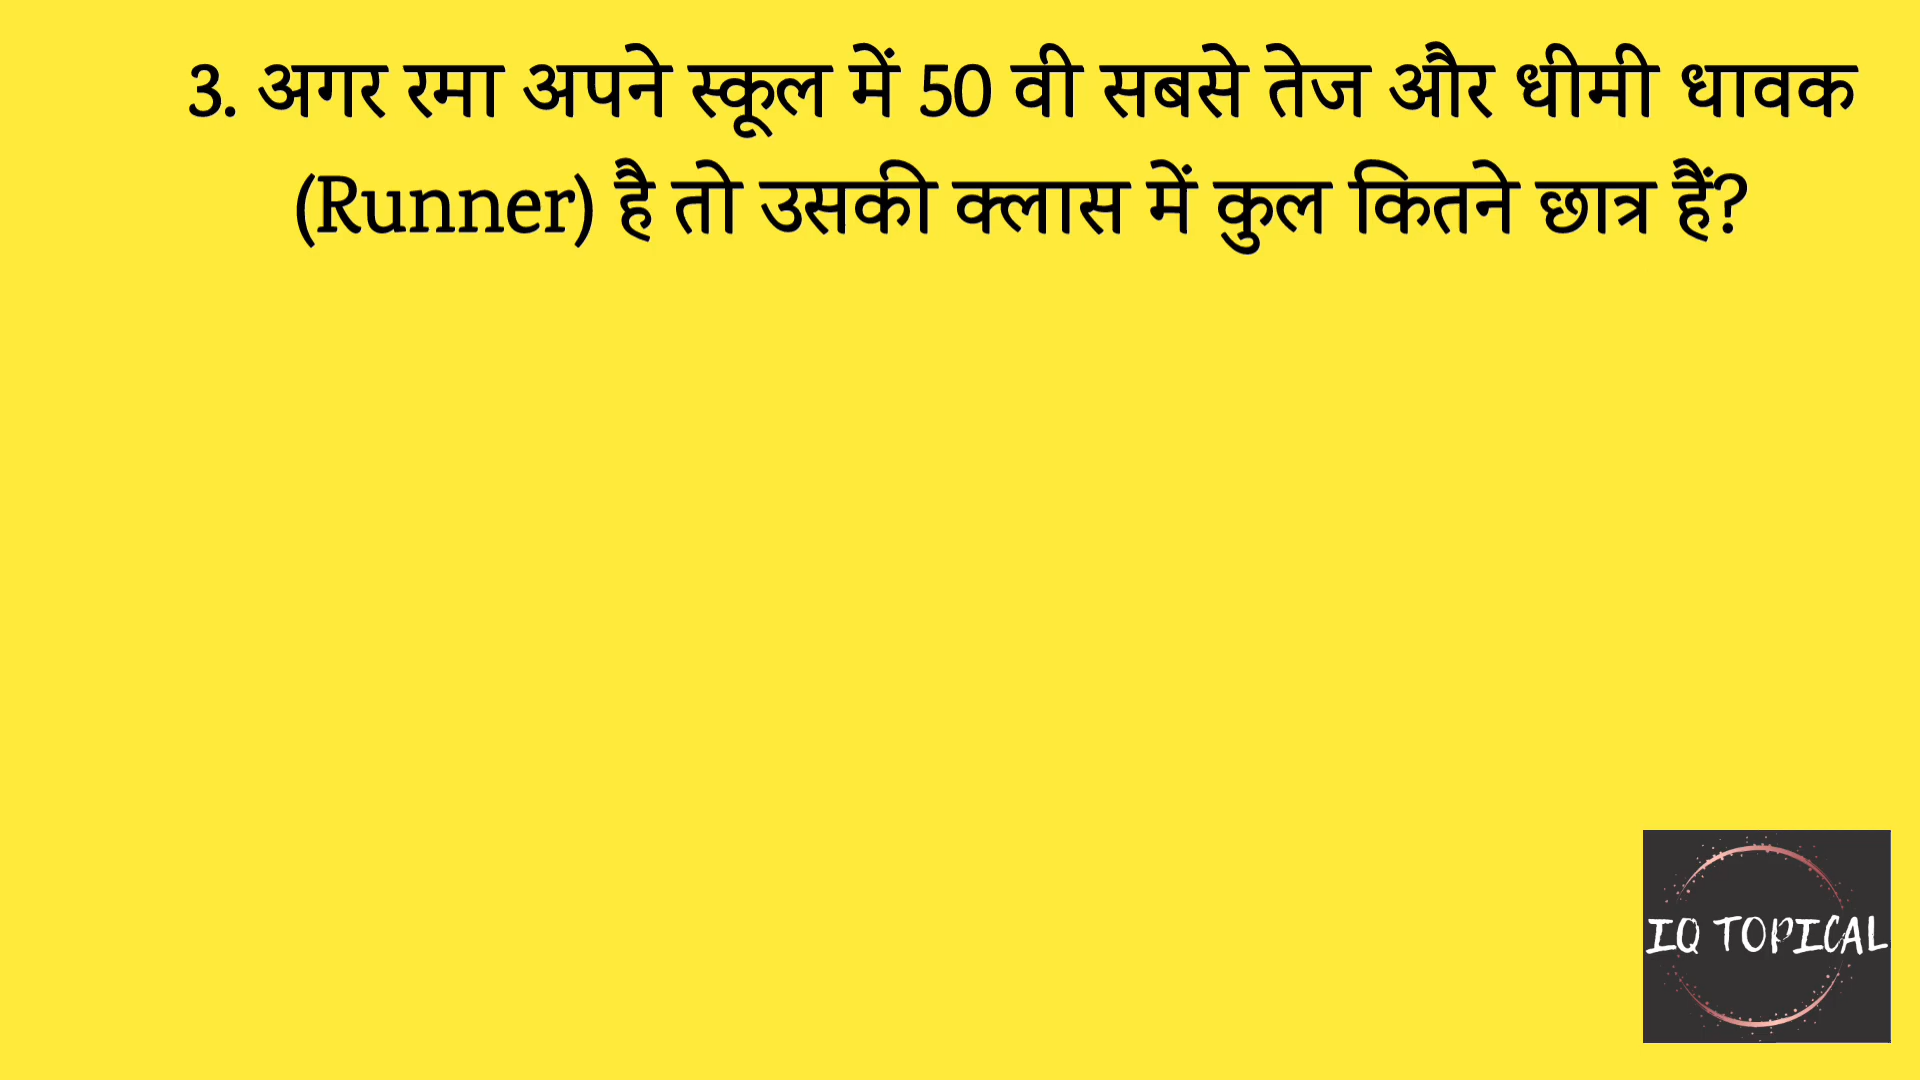 3. अगर रमा अपने स्कूल में 50 वी सबसे तेज और धीमी धावक
(Runner) है तो उसकी क्लास में कुल कितने छात्र हैं?
IQ TOPICAL